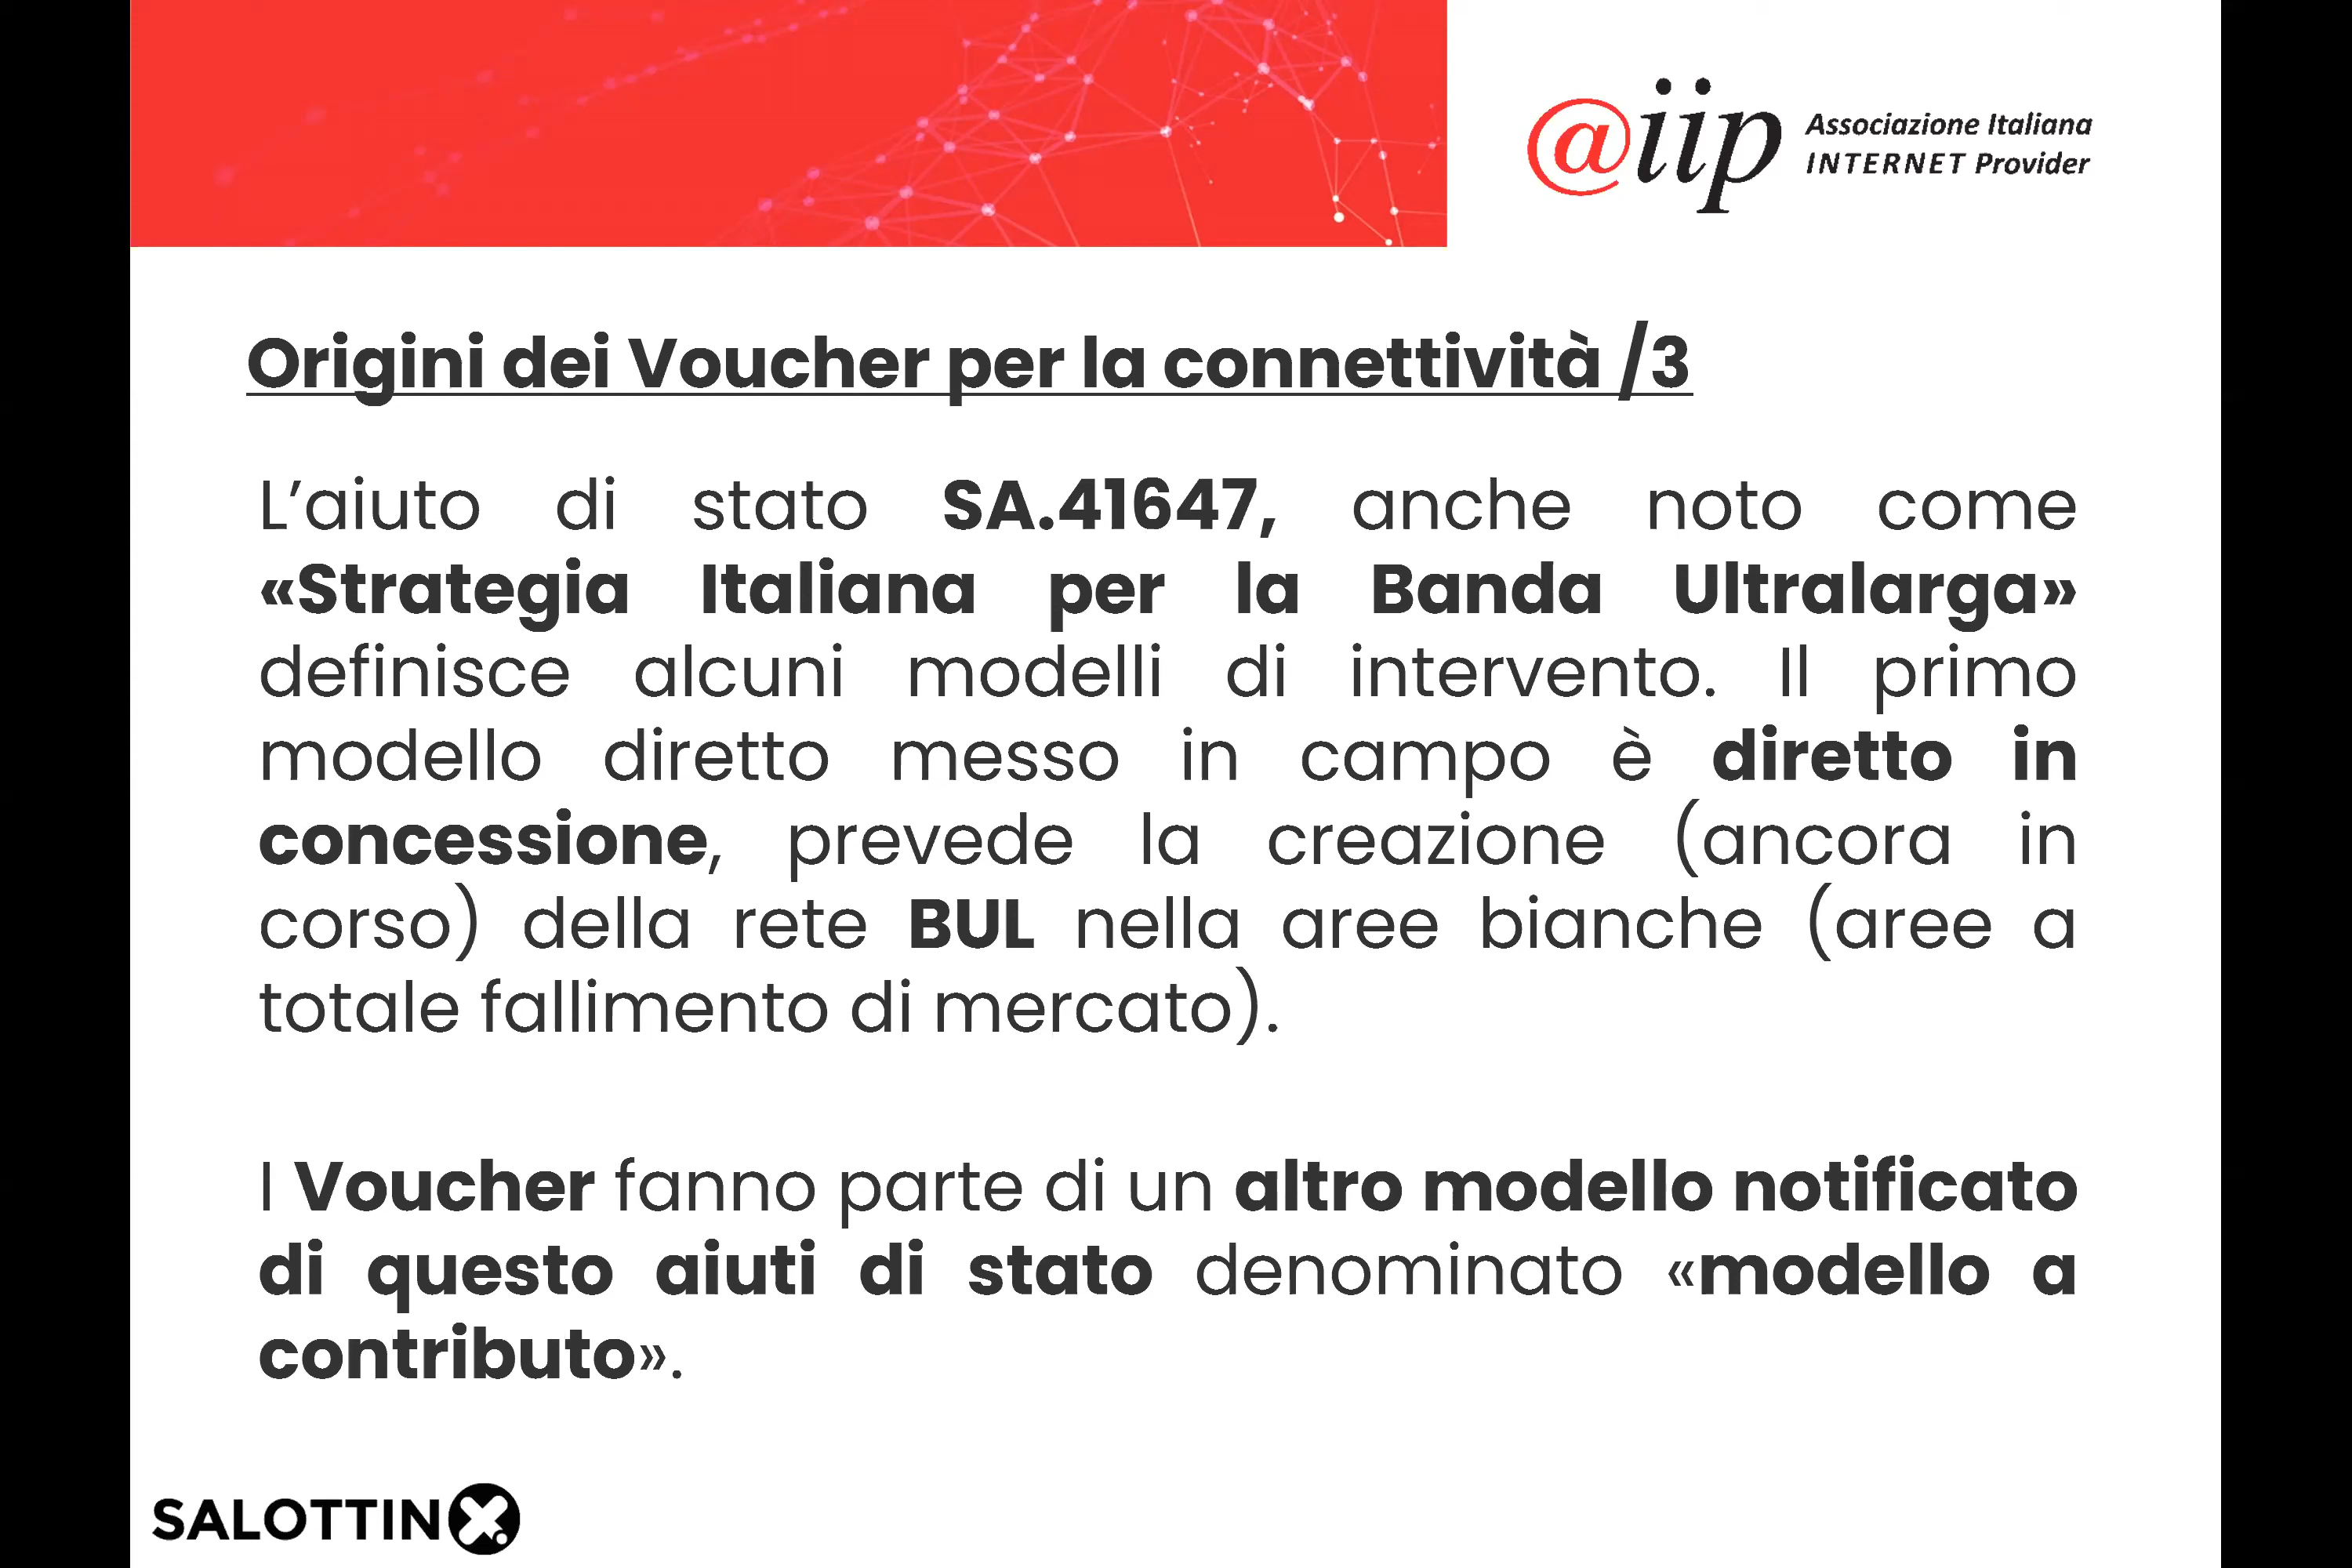 @iip Associazione Italiana
INTERNET Provider
Origini dei Voucher per la connettività /3
L’aiuto di stato SA.41647, anche noto come
«Strategia Italiana per la Banda Ultralarga»
definisce alcuni modelli di intervento. Il primo
modello diretto messo in campo è diretto in
concessione, prevede la creazione (ancora in
corso) della rete BUL nella aree bianche (aree a
totale fallimento di mercato).
I Voucher fanno parte di un altro modello notificato
di questo aiuti di stato denominato «modello a
contributo».
SALOTTINX